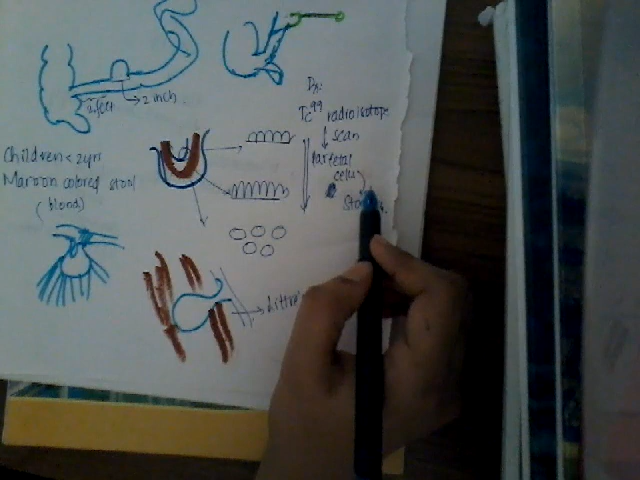 2 feet
2 inch
Dx:
Tc99 radioisotope
scan
Parietal
cells
Children < 2yrs
Maroon colored stool
(blood)